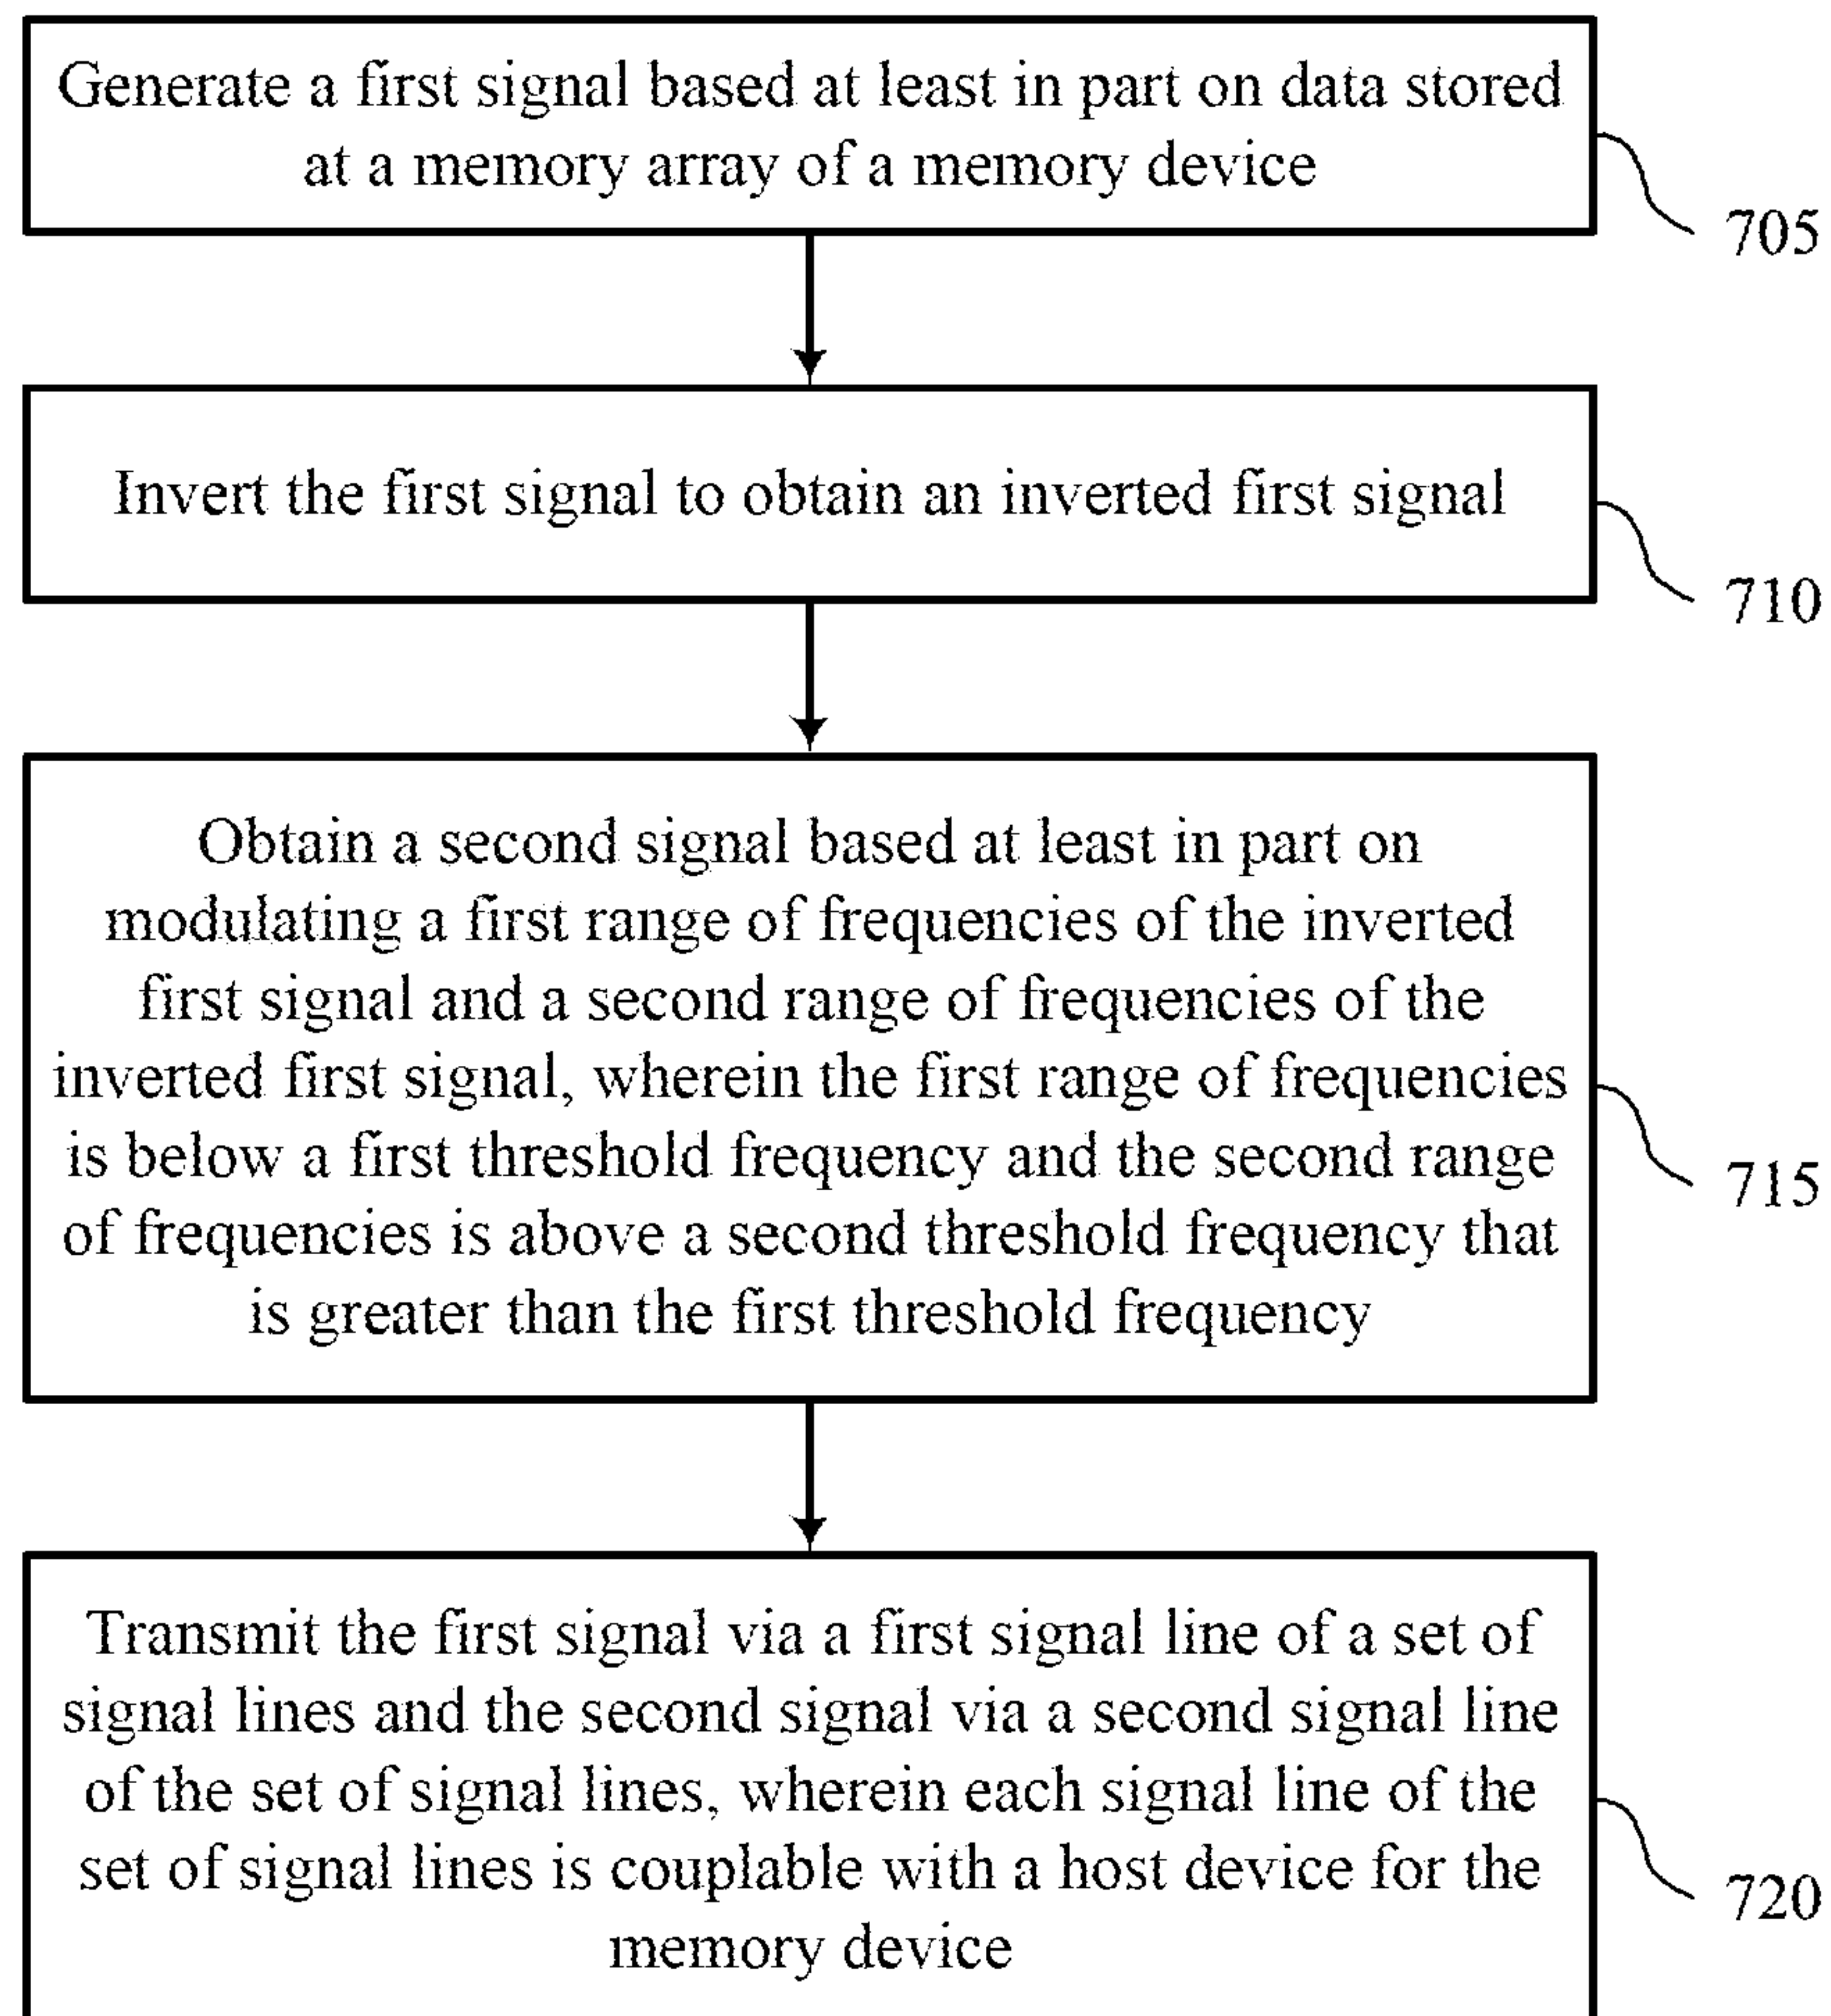 Generate a first signal based at least in part on data stored
at a memory array of a memory device
705
Invert the first signal to obtain an inverted first signal
710
Obtain a second signal based at least in part on
modulating a first range of frequencies of the inverted
first signal and a second range of frequencies of the
inverted first signal, wherein the first range of frequencies
is below a first threshold frequency and the second range
of frequencies is above a second threshold frequency that
is greater than the first threshold frequency
715
Transmit the first signal via a first signal line of a set of
signal lines and the second signal via a second signal line
of the set of signal lines, wherein each signal line of the
set of signal lines is couplable with a host device for the
memory device
720